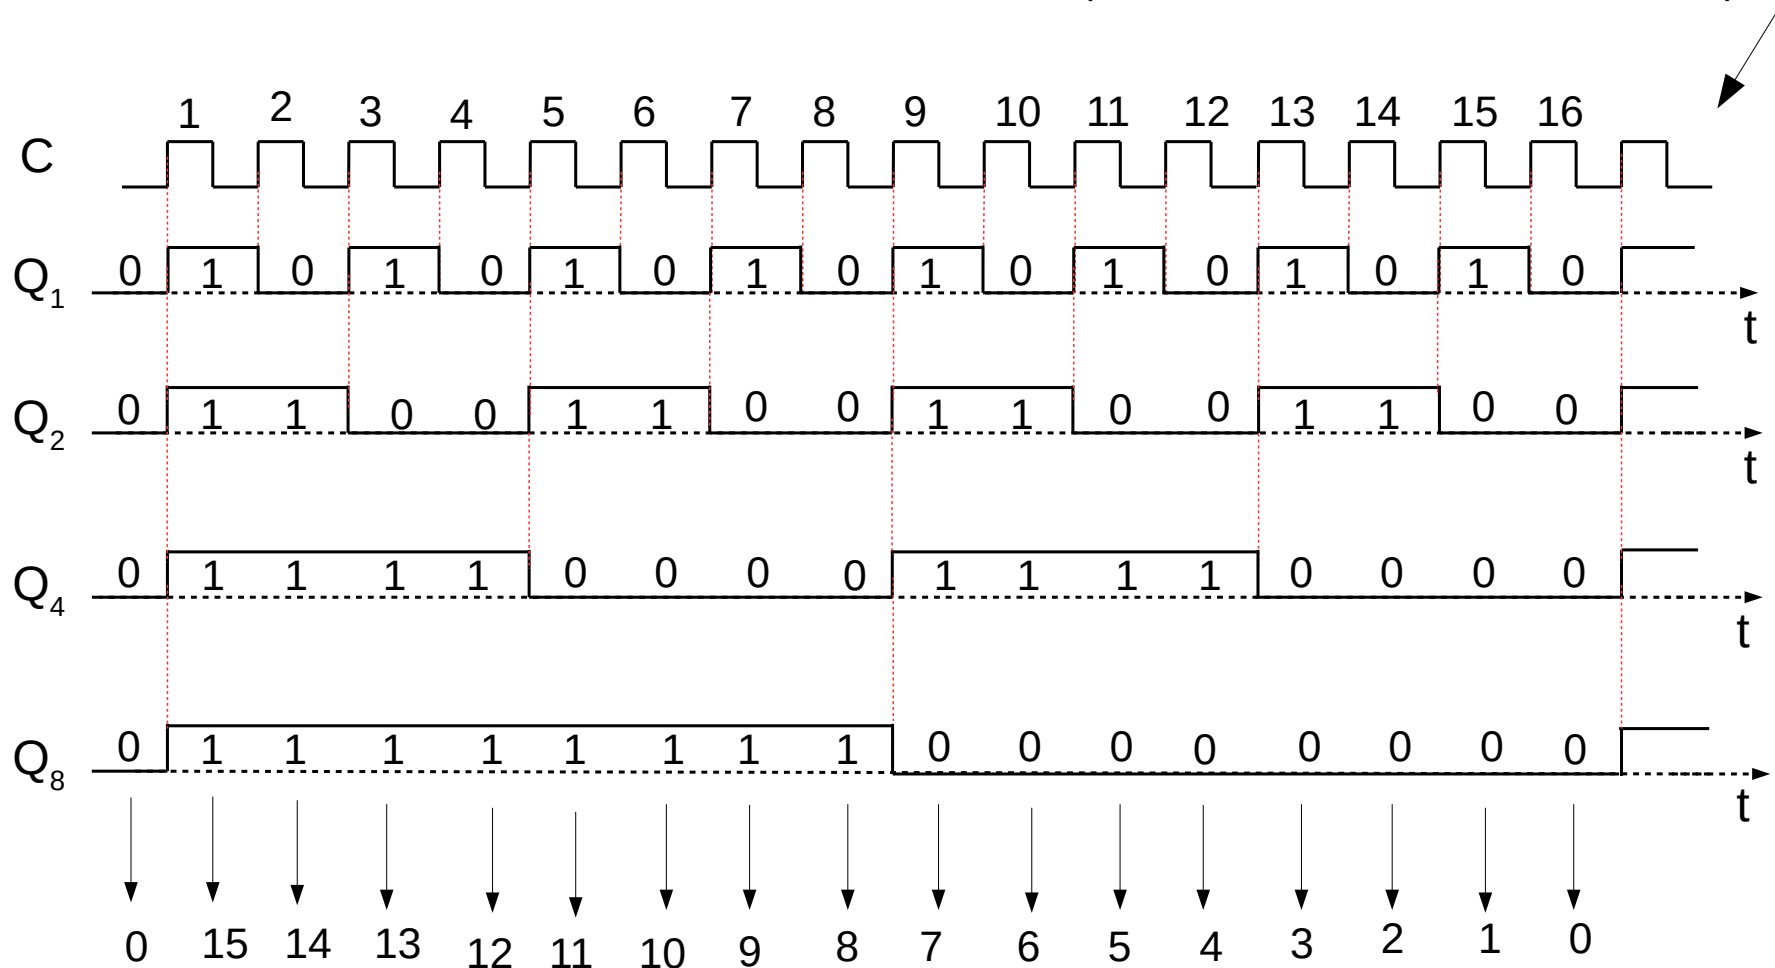 1 2 3 4 5 6 7 8 9 10 11 12 13 14 15 16
C
Q1 0 1 0 1 0 1 0 1 0 1 0 1 0 1 0 1 0
t
Q2 0 1 1 0 0 1 1 0 0 1 1 0 0 1 1 0 0
t
Q4 0 1 1 1 1 0 0 0 0 1 1 1 1 0 0 0 0
t
Q8 0 1 1 1 1 1 1 1 1 0 0 0 0 0 0 0 0
t
0 15 14 13 12 11 10 9 8 7 6 5 4 3 2 1 0